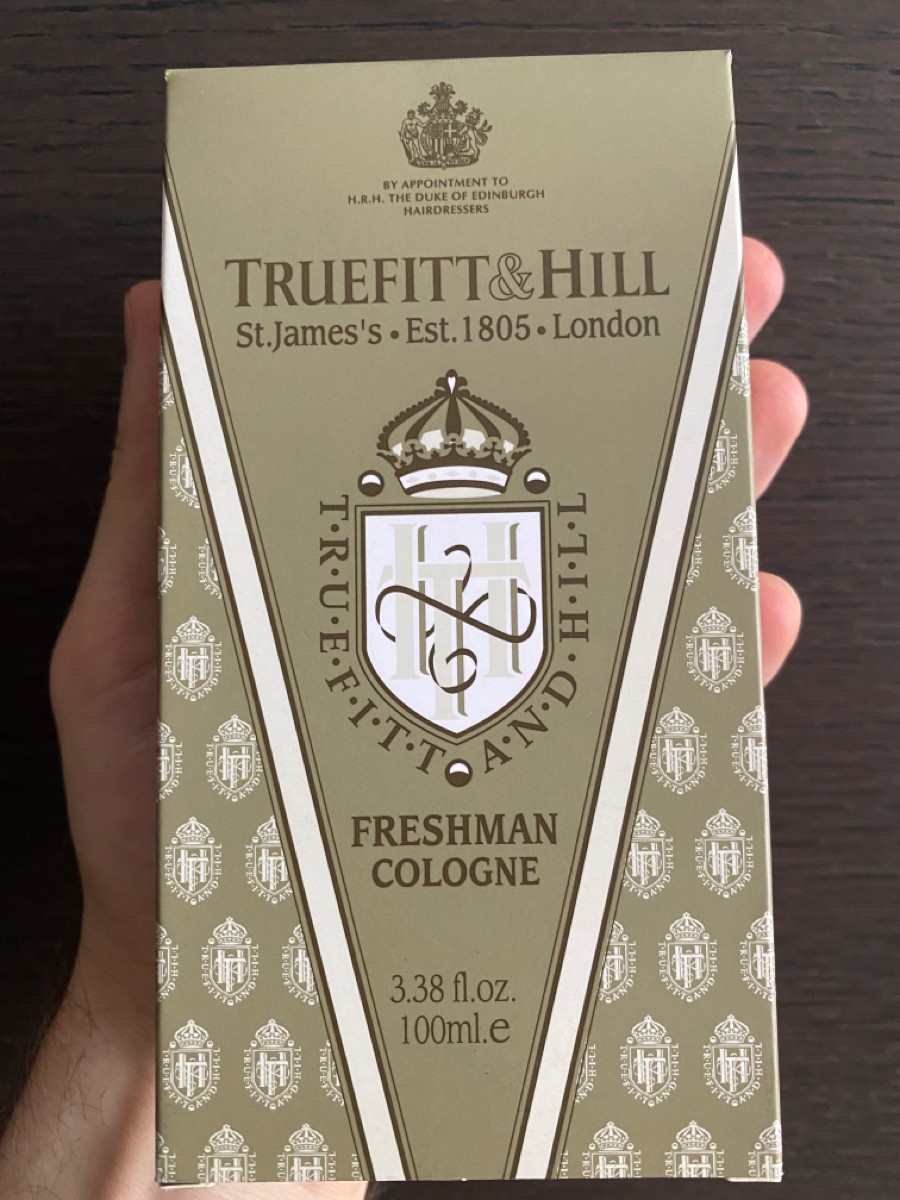 BY APPOINTMENT TO
H.R.H. THE DUKE OF EDINBURGH
HAIRDRESSERS
TRUEFITT&HILL
St.James's • Est.1805 • London
T·R·U·E·F·I·T·T A·N·D·H·I·L·L
FRESHMAN
COLOGNE
3.38 fl.oz.
100ml.e